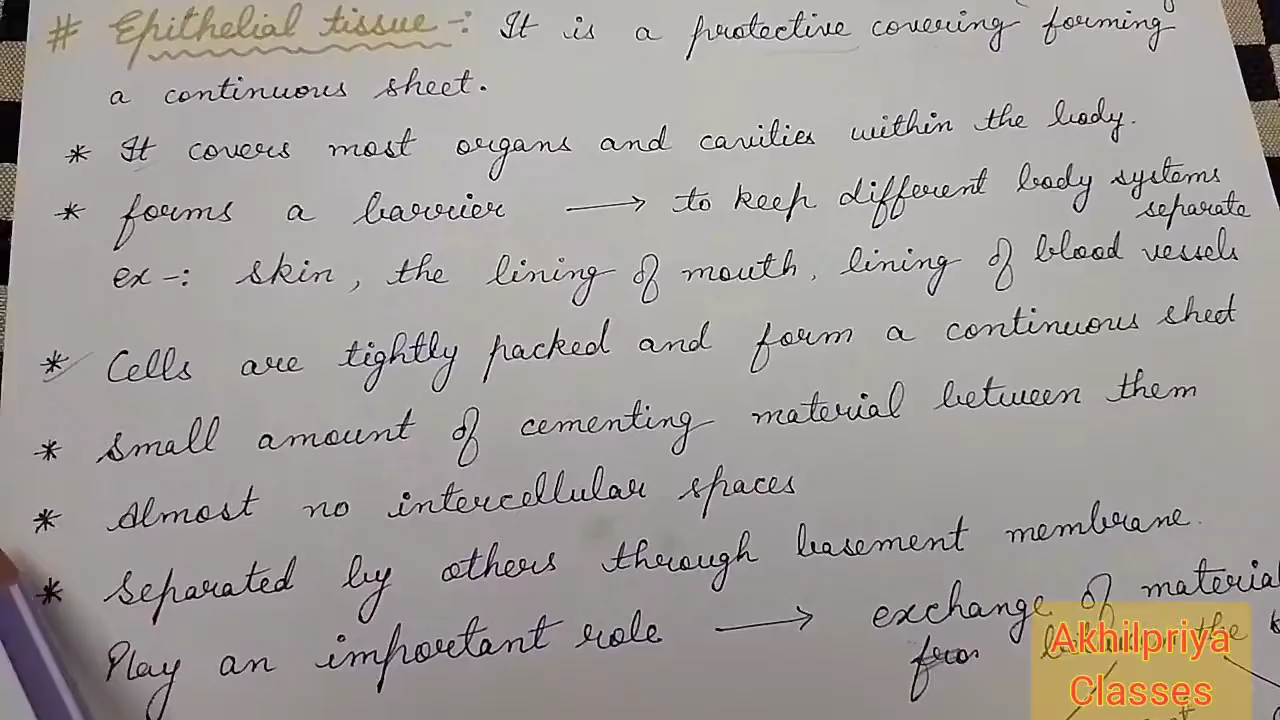 # Epithelial tissue -: It is a protective covering forming
a continuous sheet.
* It covers most organs and cavities within the body.
* forms a barrier → to keep different body systems
separate
ex -: skin, the lining of mouth, lining of blood vessels
* Cells are tightly packed and form a continuous sheet
* Small amount of cementing material between them
* Almost no intercellular spaces
* Separated by others through basement membrane.
Play an important role → exchange of material
the
Akhilpriya
Classes